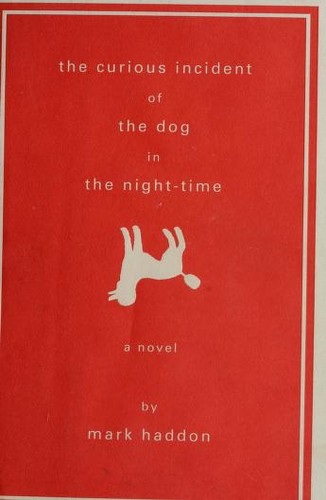 the curious incident
of
the dog
in
the night-time
a novel
by
mark haddon